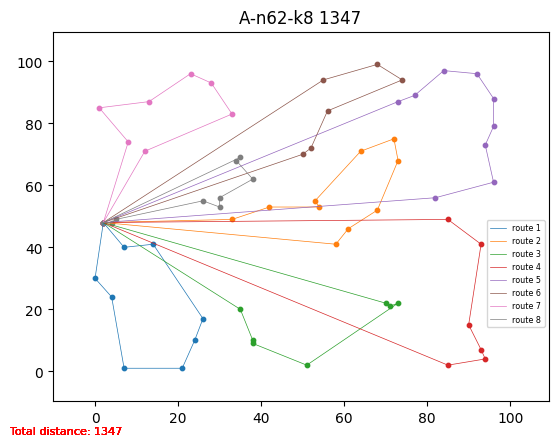 A-n62-k8 1347
100
80
60
40
20
0
0 20 40 60 80 100
route 1
route 2
route 3
route 4
route 5
route 6
route 7
route 8
Total distance: 1347